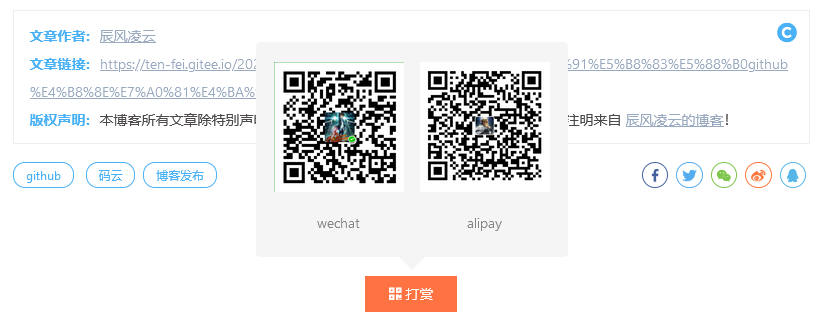 文章作者: 辰风凌云
文章链接: https://ten-fei.gitee.io/202 %91%E5%B8%83%E5%88%B0github
%E4%B8%8E%E7%A0%81%E4%BA%
版权声明: 本博客所有文章除特别声 注明来自 辰风凌云的博客!
wechat alipay
github 码云 博客发布
打赏